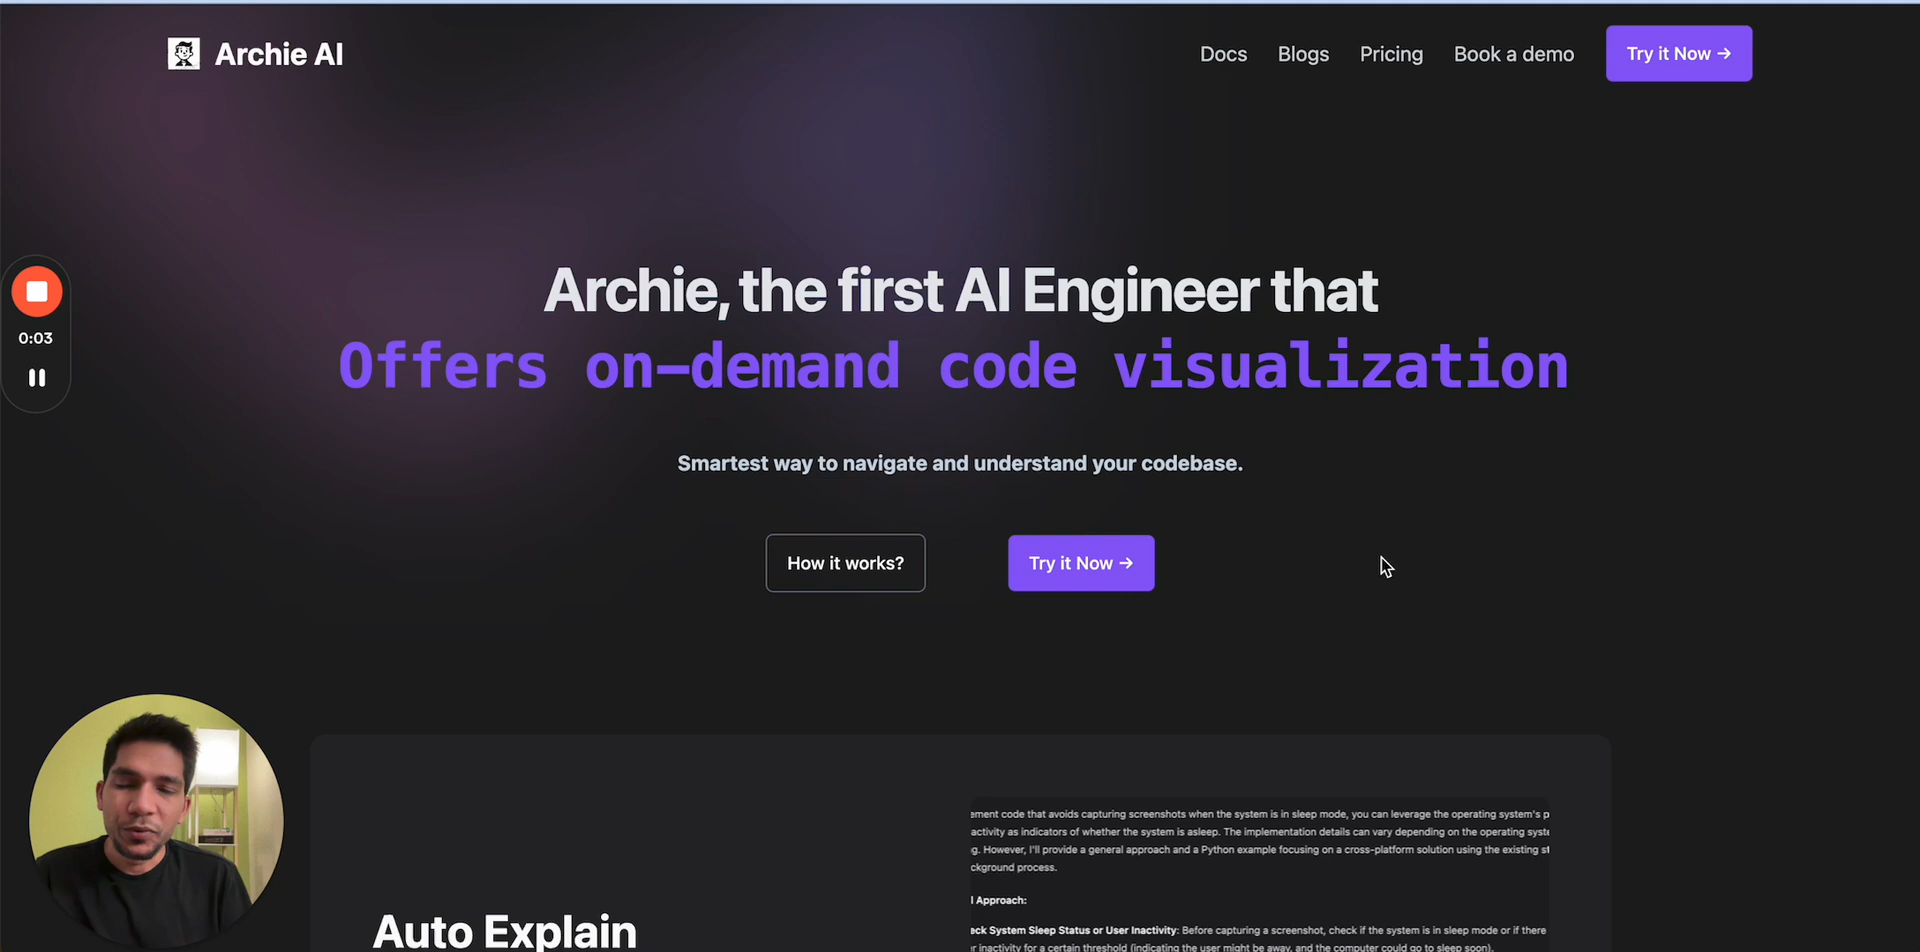 Archie AI
Docs
Blogs
Pricing
Book a demo
Try it Now →
Archie, the first AI Engineer that
Offers on-demand code visualization
0:03
Smartest way to navigate and understand your codebase.
How it works?
Try it Now →
Auto Explain
ement code that avoids capturing screenshots when the system is in sleep mode, you can leverage the operating system's p
activity as indicators of whether the system is asleep. The implementation details can vary depending on the operating syste
g. However, I'll provide a general approach and a Python example focusing on a cross-platform solution using the existing st
ckground process.
l Approach:
eck System Sleep Status or User Inactivity: Before capturing a screenshot, check if the system is in sleep mode or if there
r inactivity for a certain threshold (indicating the user might be away, and the computer could go to sleep soon).